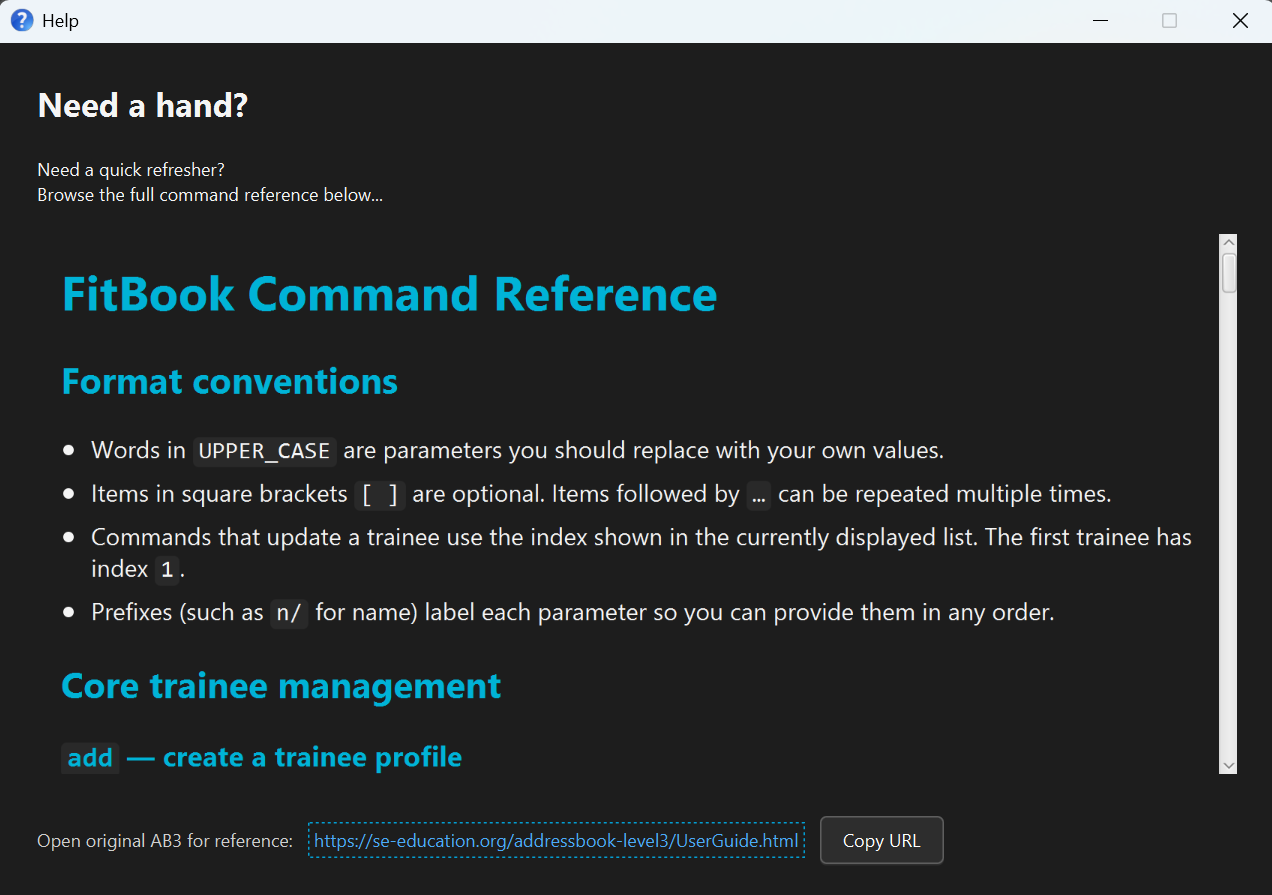 Help
Need a hand?
Need a quick refresher?
Browse the full command reference below...
FitBook Command Reference
Format conventions
Words in UPPER_CASE are parameters you should replace with your own values.
Items in square brackets [ ] are optional. Items followed by … can be repeated multiple times.
Commands that update a trainee use the index shown in the currently displayed list. The first trainee has
index 1.
Prefixes (such as n/ for name) label each parameter so you can provide them in any order.
Core trainee management
add — create a trainee profile
Open original AB3 for reference: https://se-education.org/addressbook-level3/UserGuide.html Copy URL